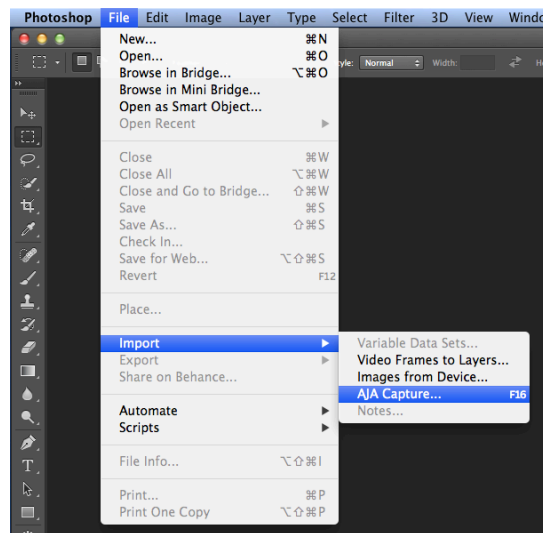 Photoshop File Edit Image Layer Type Select Filter 3D View
New... ⌘N
Open... ⌘O
Browse in Bridge... ⌥⌘O
Browse in Mini Bridge...
Open as Smart Object...
Open Recent
Close ⌘W
Close All ⌥⌘W
Close and Go to Bridge... ⇧⌘W
Save ⌘S
Save As... ⇧⌘S
Check In...
Save for Web... ⌥⇧⌘S
Revert F12
Place...
Import
Export
Share on Behance...
Automate
Scripts
File Info... ⌥⇧⌘I
Print... ⌘P
Print One Copy ⌥⇧⌘P
Normal Width:
Variable Data Sets...
Video Frames to Layers...
Images from Device...
AJA Capture... F16
Notes...